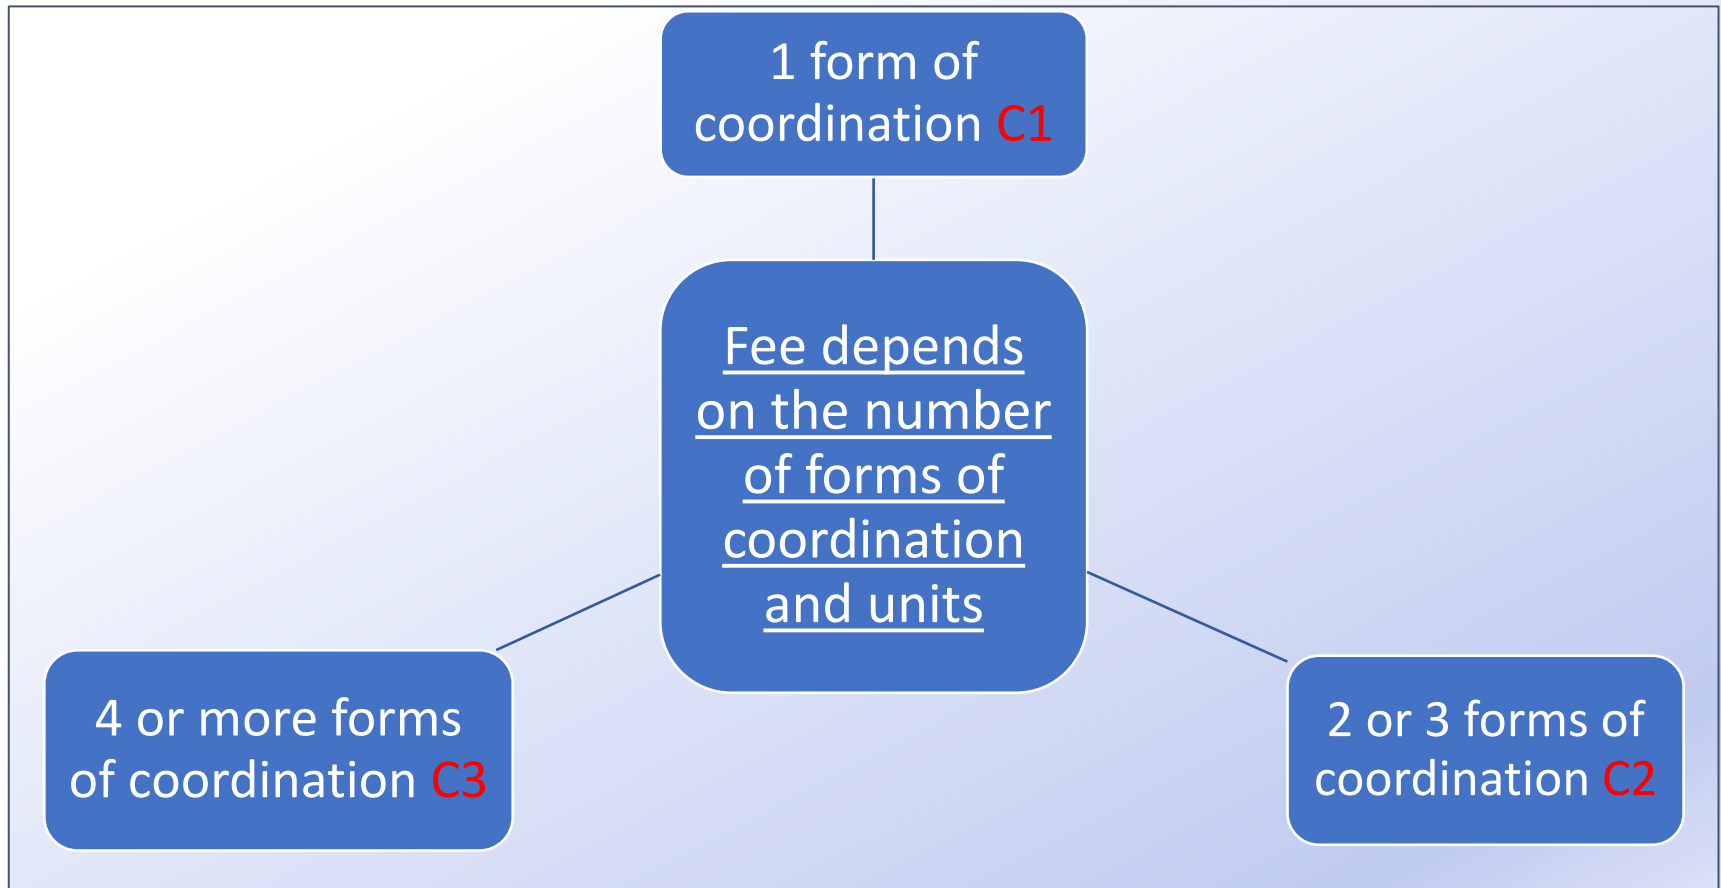 1 form of
coordination C1
Fee depends
on the number
of forms of
coordination
and units
4 or more forms
of coordination C3
2 or 3 forms of
coordination C2